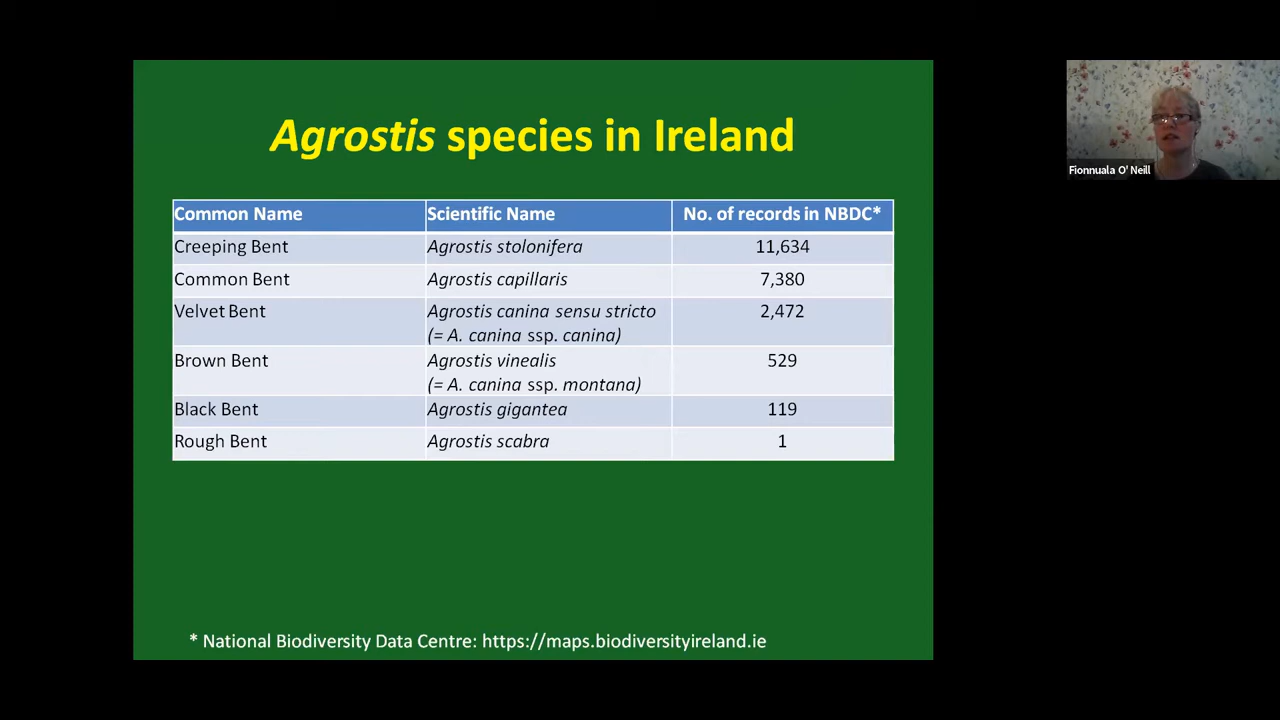 Agrostis species in Ireland
Common Name Scientific Name No. of records in NBDC*
Creeping Bent Agrostis stolonifera 11,634
Common Bent Agrostis capillaris 7,380
Velvet Bent Agrostis canina sensu stricto 2,472
(= A. canina ssp. canina)
Brown Bent Agrostis vinealis 529
(= A. canina ssp. montana)
Black Bent Agrostis gigantea 119
Rough Bent Agrostis scabra 1
* National Biodiversity Data Centre: https://maps.biodiversityireland.ie
Fionnuala O' Neill